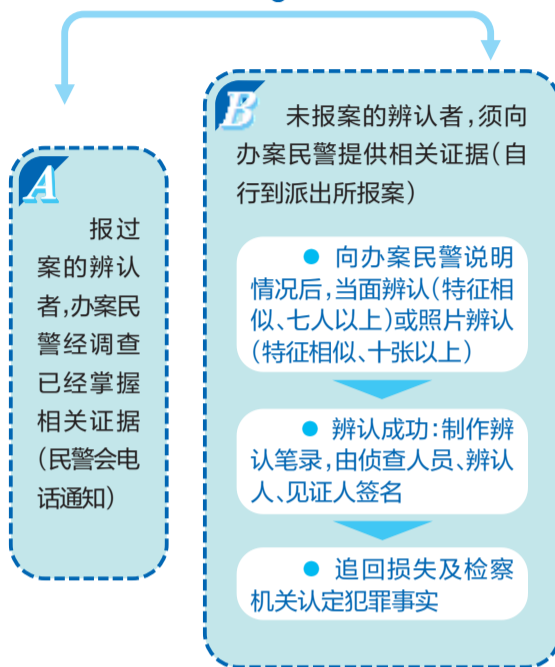 A
报过
案的辨认
者,办案民
警经调查
已经掌握
相关证据
(民警会电
话通知)
B
未报案的辨认者,须向
办案民警提供相关证据(自
行到派出所报案)
● 向办案民警说明
情况后,当面辨认(特征相
似、七人以上)或照片辨认
(特征相似、十张以上)
● 辨认成功:制作辨
认笔录,由侦查人员、辨认
人、见证人签名
● 追回损失及检察
机关认定犯罪事实